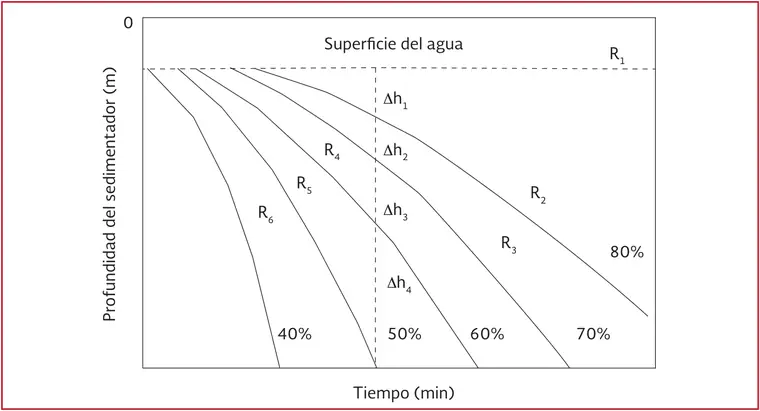 0
Superficie del agua
R1
Δh1
R4
Δh2
R5
R2
R6
Δh3
R3
80%
Δh4
40%
50%
60%
70%
Profundidad del sedimentador (m)
Tiempo (min)